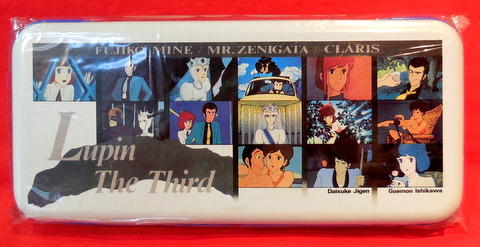 FUJIKO MINE / MR. ZENIGATA / CLARIS
Lupin
The Third
Daisuke Jigen
Goemon Ishikawa